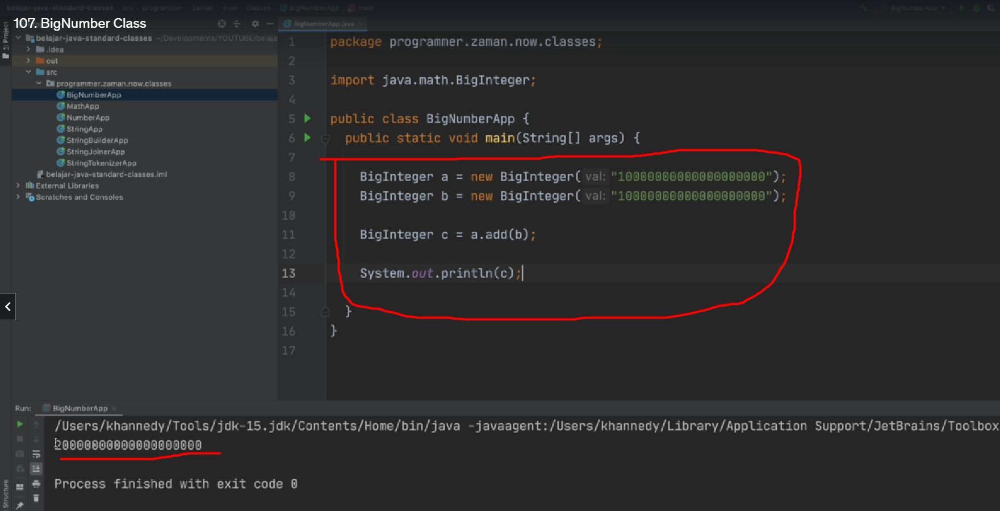 belajar-java-standard-classes src programmer zaman now classes BigNumberApp main
BigNumberApp
107. BigNumber Class
BigNumberApp.java
1: Project
belajar-java-standard-classes ~/Developments/YOUTUBE/belaja
.idea
out
src
programmer.zaman.now.classes
BigNumberApp
MathApp
NumberApp
StringApp
StringBuilderApp
StringJoinerApp
StringTokenizerApp
belajar-java-standard-classes.iml
External Libraries
Scratches and Consoles
1 package programmer.zaman.now.classes;
2
3 import java.math.BigInteger;
4
5 public class BigNumberApp {
6 public static void main(String[] args) {
7
8 BigInteger a = new BigInteger( val: "10000000000000000000");
9 BigInteger b = new BigInteger( val: "10000000000000000000");
10
11 BigInteger c = a.add(b);
12
13 System.out.println(c);
14
15 }
16 }
17
Run: BigNumberApp
/Users/khannedy/Tools/jdk-15.jdk/Contents/Home/bin/java -javaagent:/Users/khannedy/Library/Application Support/JetBrains/Toolbox
20000000000000000000
Process finished with exit code 0
Structure